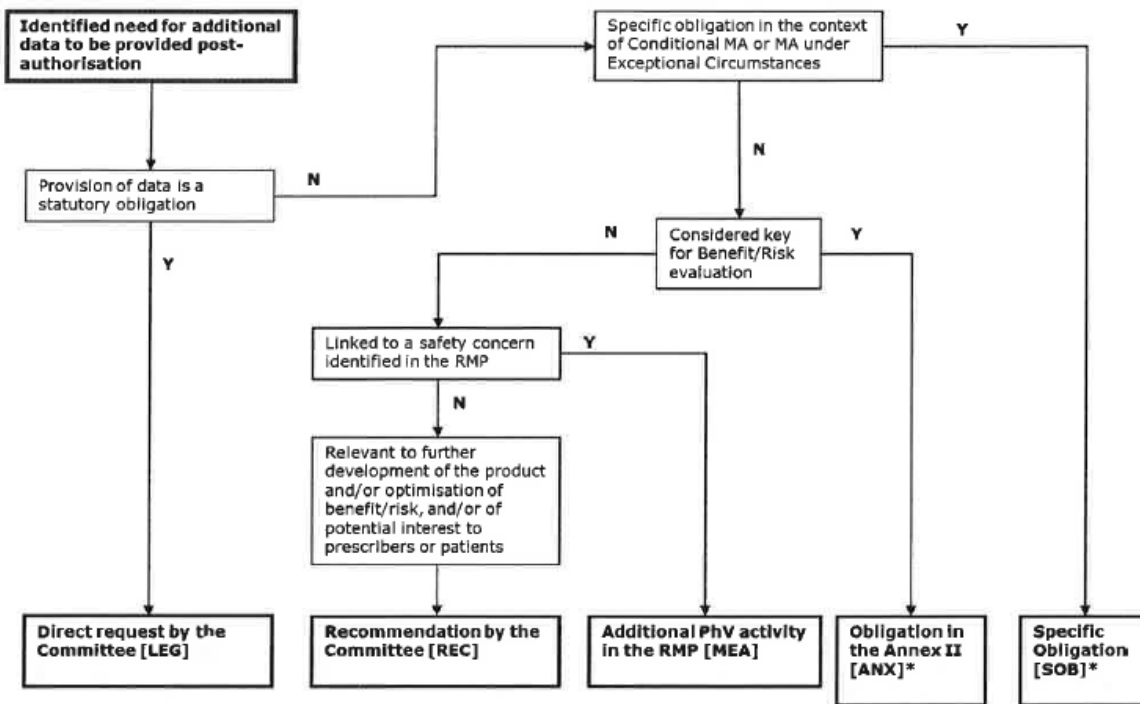 Identified need for additional
data to be provided post-
authorisation
Specific obligation in the context
of Conditional MA or MA under
Exceptional Circumstances
Y
N
Provision of data is a
statutory obligation
N
Y
N
Considered key
for Benefit/Risk
evaluation
Y
Linked to a safety concern
identified in the RMP
Y
N
Relevant to further
development of the product
and/or optimisation of
benefit/risk, and/or of
potential interest to
prescribers or patients
Direct request by the
Committee [LEG]
Recommendation by the
Committee [REC]
Additional PhV activity
in the RMP [MEA]
Obligation in
the Annex II
[ANX]*
Specific
Obligation
[SOB]*